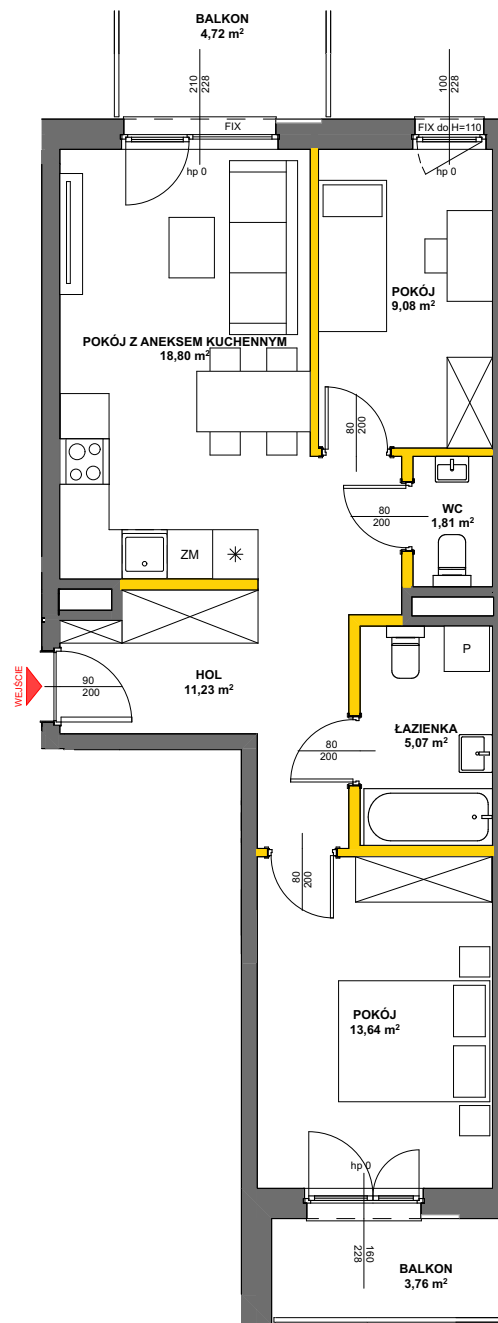 BALKON
4,72 m²
210
228
100
228
FIX
FIX do H=110
hp 0
hp 0
POKÓJ
9,08 m²
POKÓJ Z ANEKSEM KUCHENNYM
18,80 m²
80
200
80
200
WC
1,81 m²
ZM
WEJŚCIE
90
200
HOL
11,23 m²
P
ŁAZIENKA
5,07 m²
80
200
80
200
POKÓJ
13,64 m²
hp 0
160
228
BALKON
3,76 m²